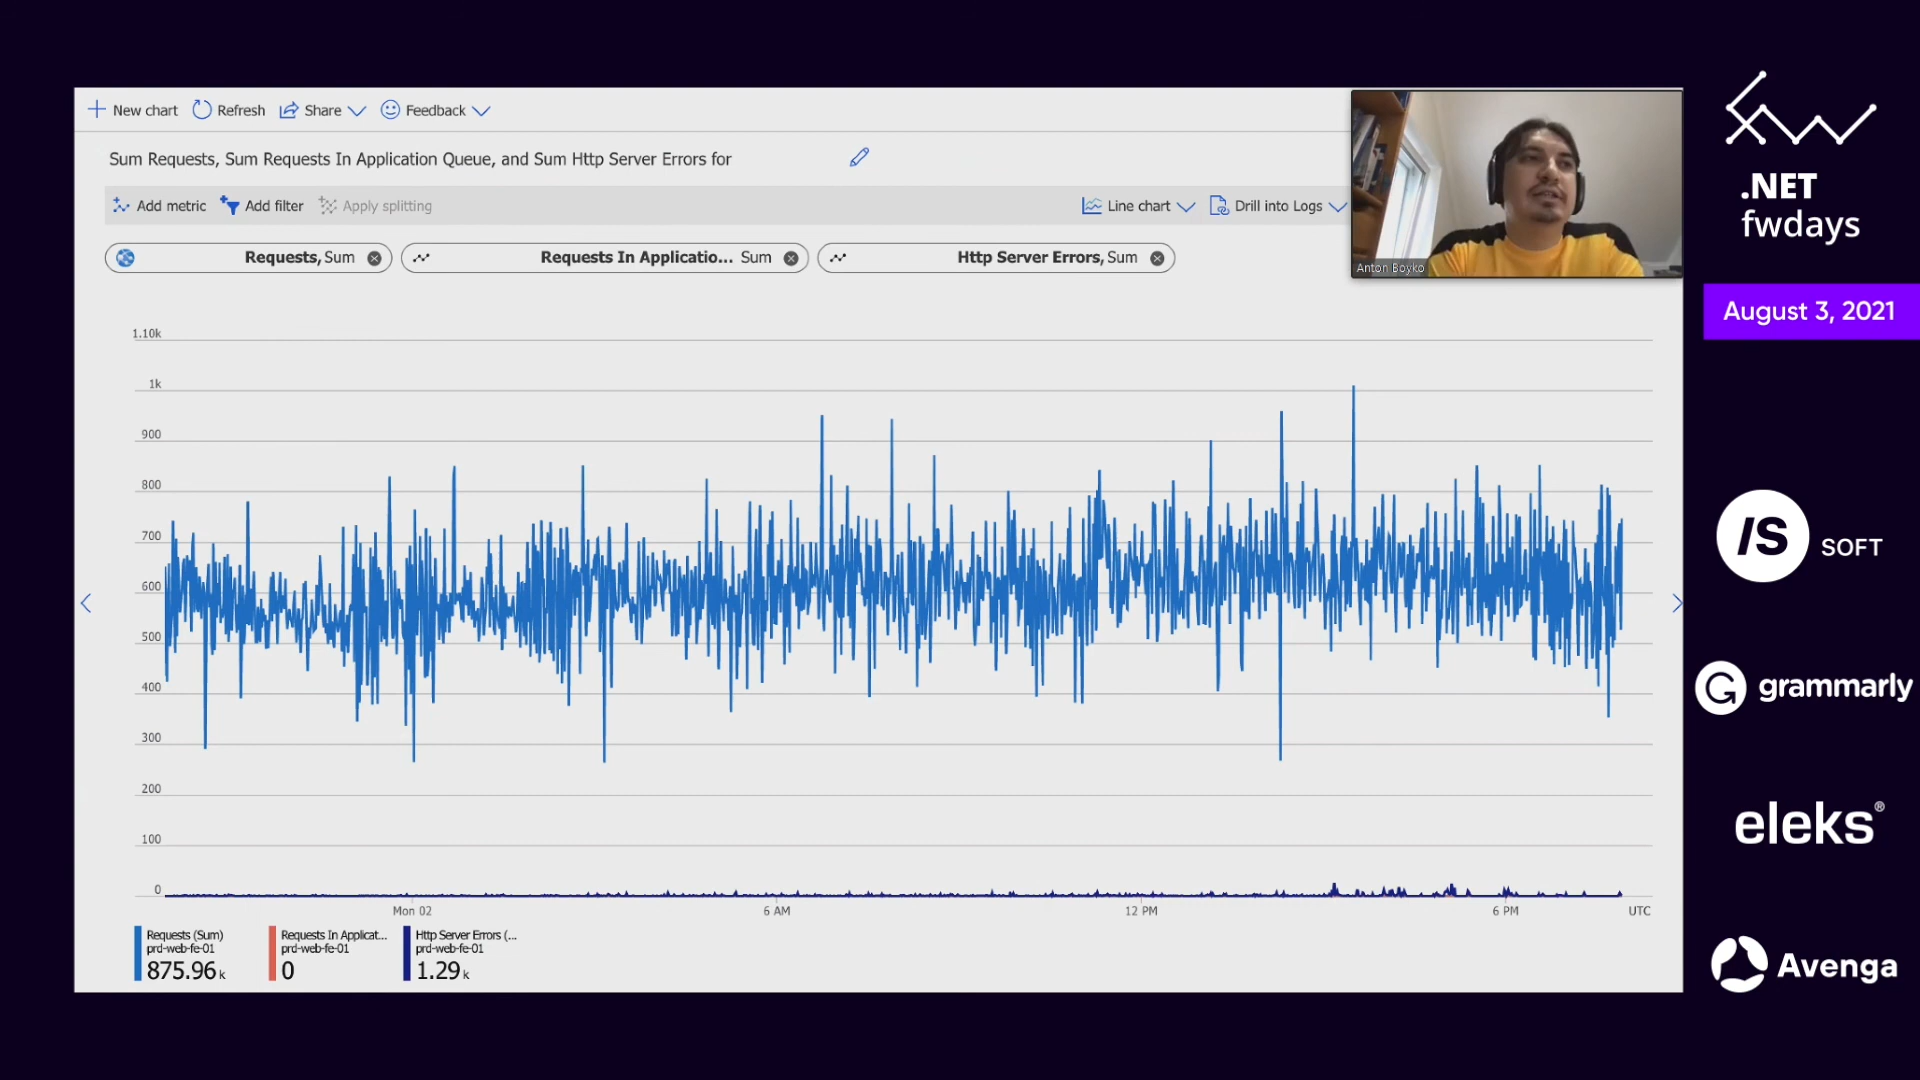 New chart Refresh Share Feedback
Sum Requests, Sum Requests In Application Queue, and Sum Http Server Errors for
Add metric Add filter Apply splitting Line chart Drill into Logs
Requests, Sum Requests In Applicatio... Sum Http Server Errors, Sum
Anton Boyko
1.10k
1k
900
800
700
600
500
400
300
200
100
0
Mon 02 6 AM 12 PM 6 PM UTC
Requests (Sum)
prd-web-fe-01
875.96 k
Requests In Applicat...
prd-web-fe-01
0
Http Server Errors (...
prd-web-fe-01
1.29 k
.NET
fwdays
August 3, 2021
IS SOFT
grammarly
eleks®
Avenga